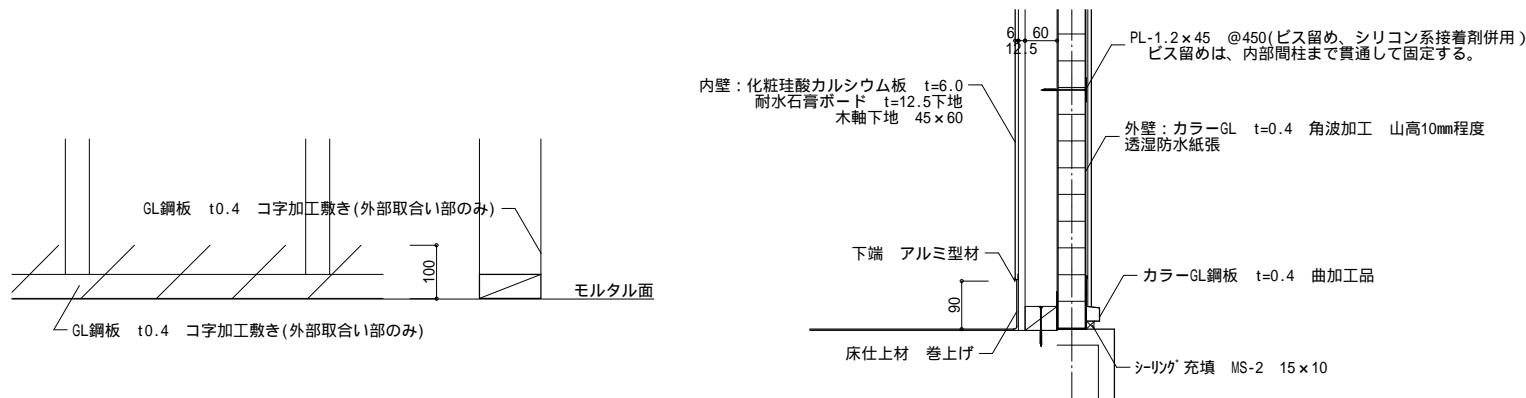 GL鋼板　t0.4　コ字加工敷き(外部取合い部のみ)
100
モルタル面
GL鋼板　t0.4　コ字加工敷き(外部取合い部のみ)
6 60
12.5
PL-1.2×45　@450(ビス留め、シリコン系接着剤併用)
ビス留めは、内部間柱まで貫通して固定する。
内壁：化粧珪酸カルシウム板　t=6.0
耐水石膏ボード　t=12.5下地
木軸下地　45×60
外壁：カラーGL　t=0.4　角波加工　山高10mm程度
透湿防水紙張
下端　アルミ型材
90
カラーGL鋼板　t=0.4　曲加工品
床仕上材　巻上げ
ｼｰﾘﾝｸﾞ充填　MS-2　15×10